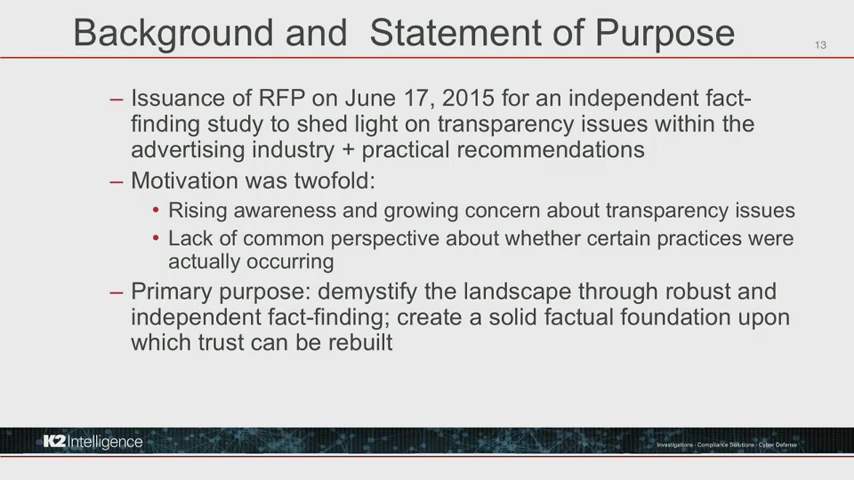 Background and  Statement of Purpose
13
– Issuance of RFP on June 17, 2015 for an independent fact-
finding study to shed light on transparency issues within the
advertising industry + practical recommendations
– Motivation was twofold:
• Rising awareness and growing concern about transparency issues
• Lack of common perspective about whether certain practices were
actually occurring
– Primary purpose: demystify the landscape through robust and
independent fact-finding; create a solid factual foundation upon
which trust can be rebuilt
K2Intelligence
Investigations · Compliance Solutions · Cyber Defense